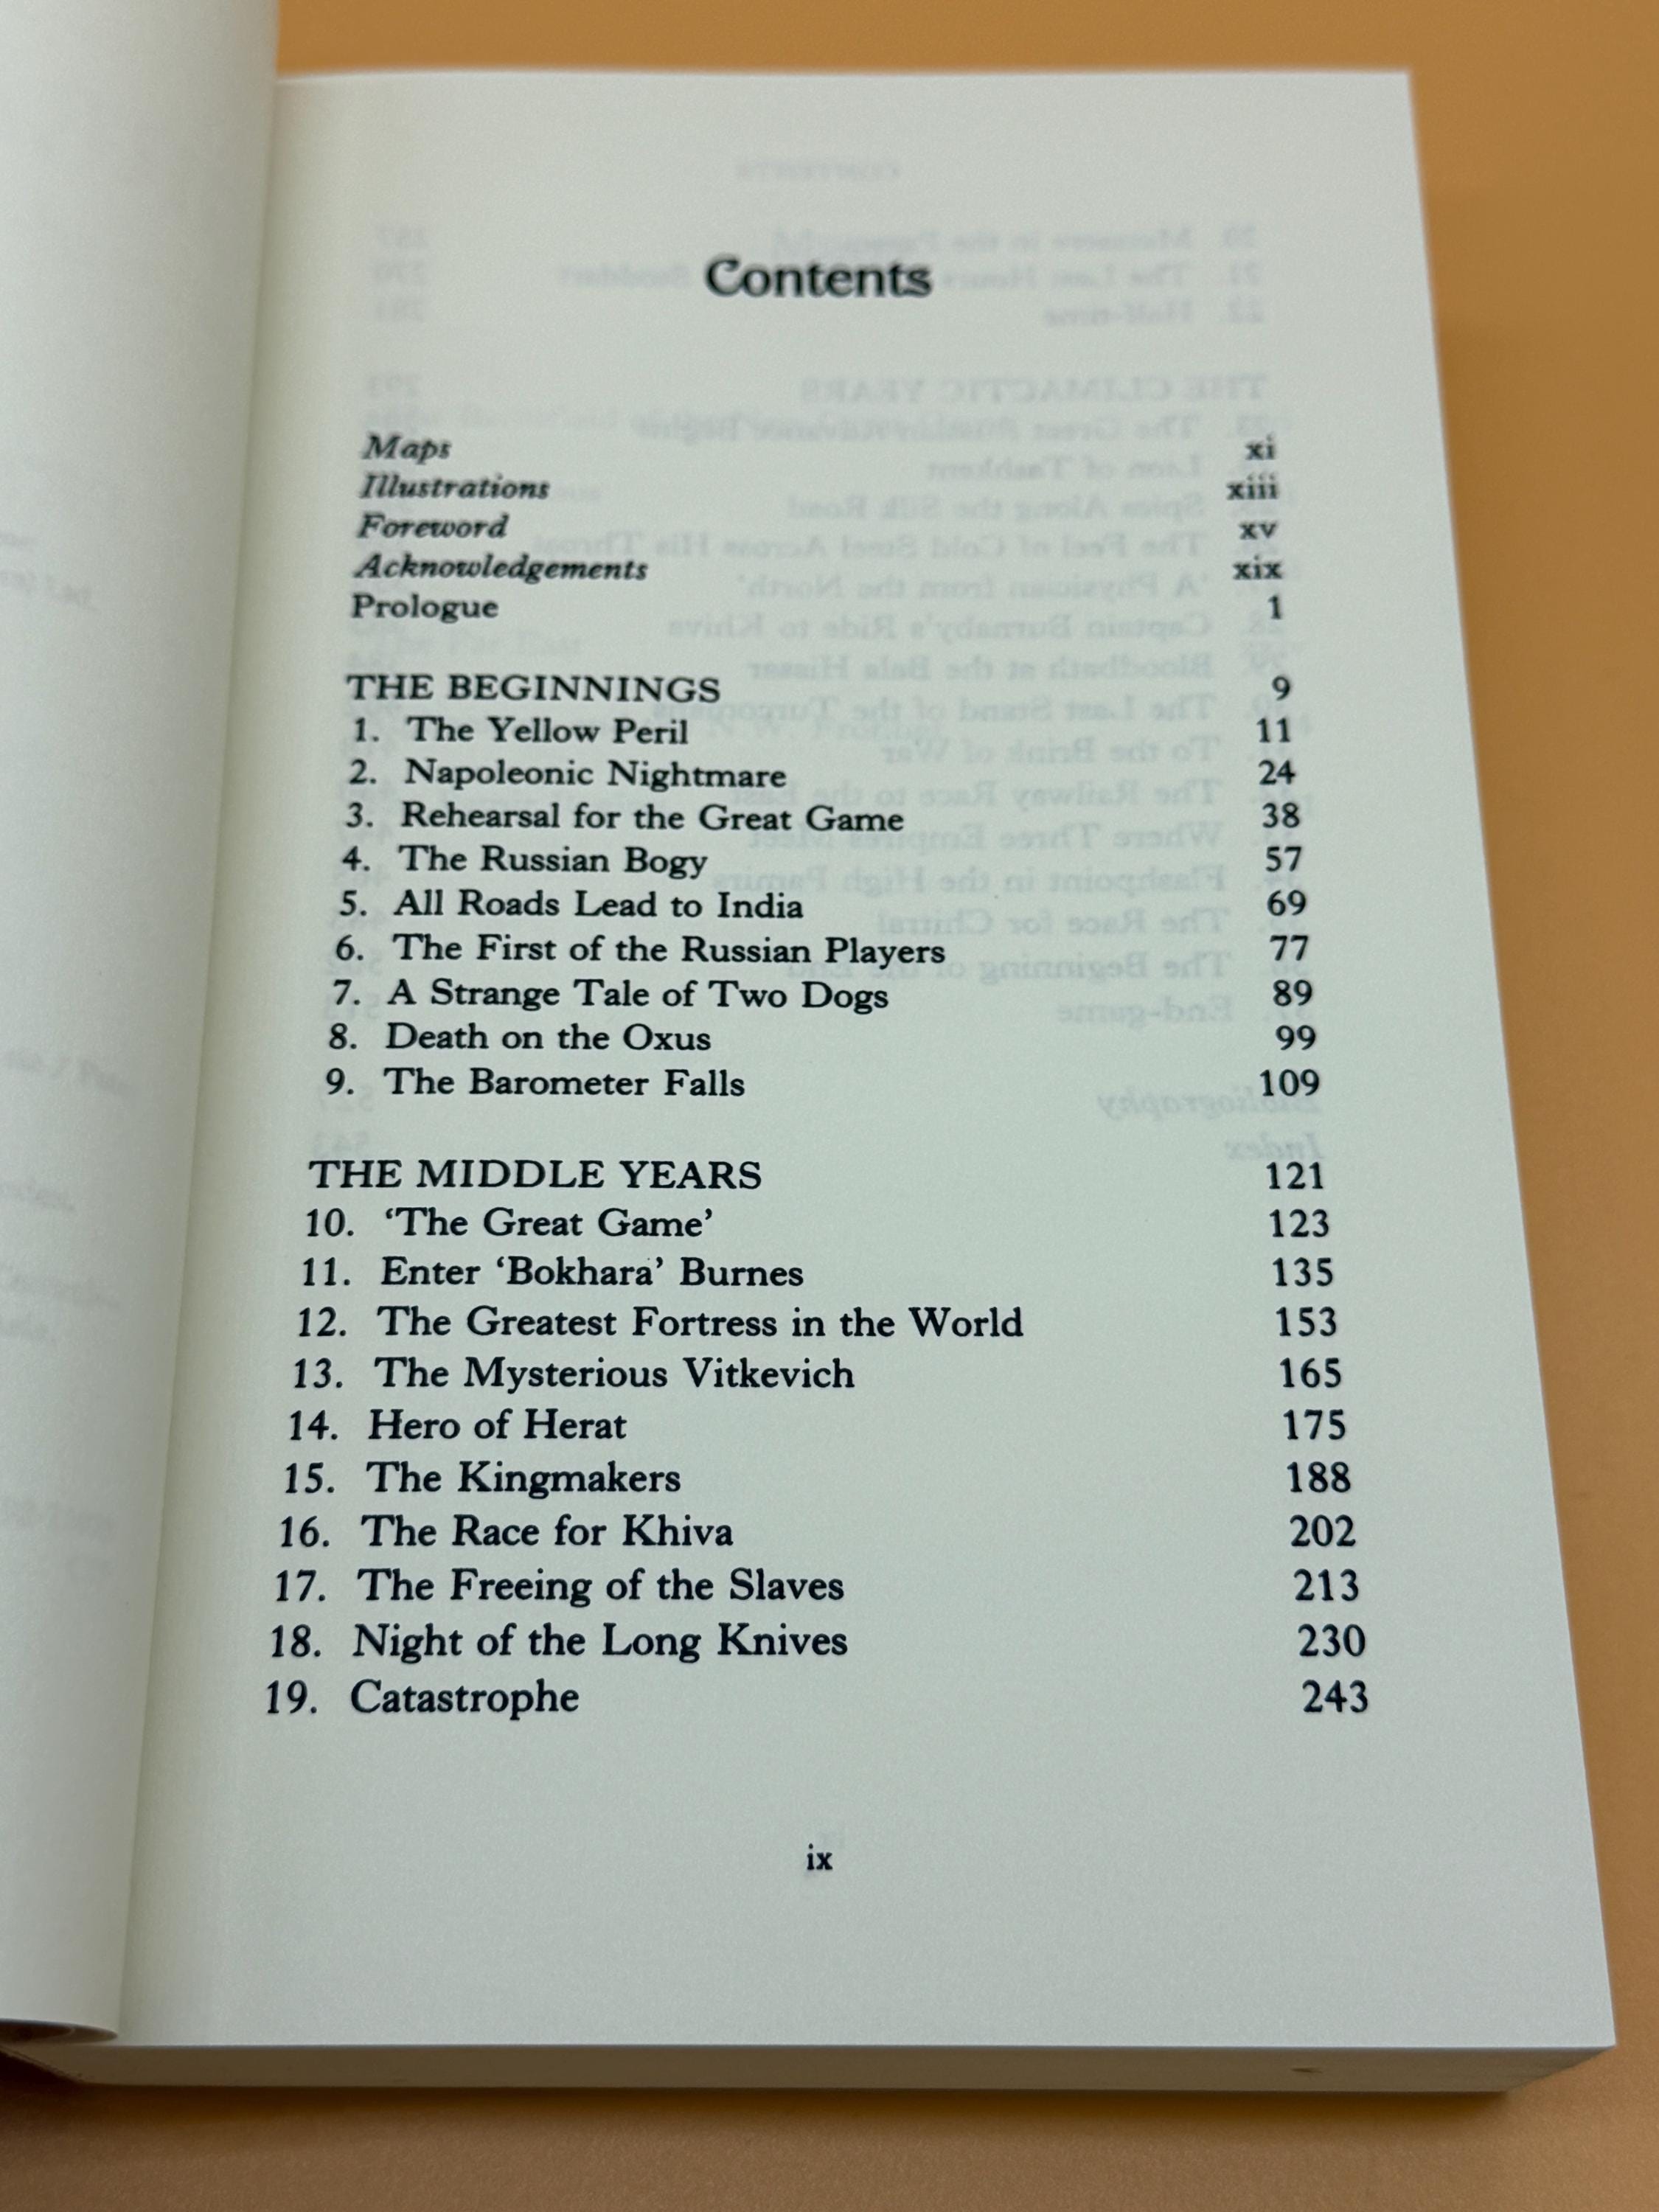 Contents
Maps xi
Illustrations xiii
Foreword xv
Acknowledgements xix
Prologue 1
THE BEGINNINGS 9
1. The Yellow Peril 11
2. Napoleonic Nightmare 24
3. Rehearsal for the Great Game 38
4. The Russian Bogy 57
5. All Roads Lead to India 69
6. The First of the Russian Players 77
7. A Strange Tale of Two Dogs 89
8. Death on the Oxus 99
9. The Barometer Falls 109
THE MIDDLE YEARS 121
10. ‘The Great Game’ 123
11. Enter ‘Bokhara’ Burnes 135
12. The Greatest Fortress in the World 153
13. The Mysterious Vitkevich 165
14. Hero of Herat 175
15. The Kingmakers 188
16. The Race for Khiva 202
17. The Freeing of the Slaves 213
18. Night of the Long Knives 230
19. Catastrophe 243
ix